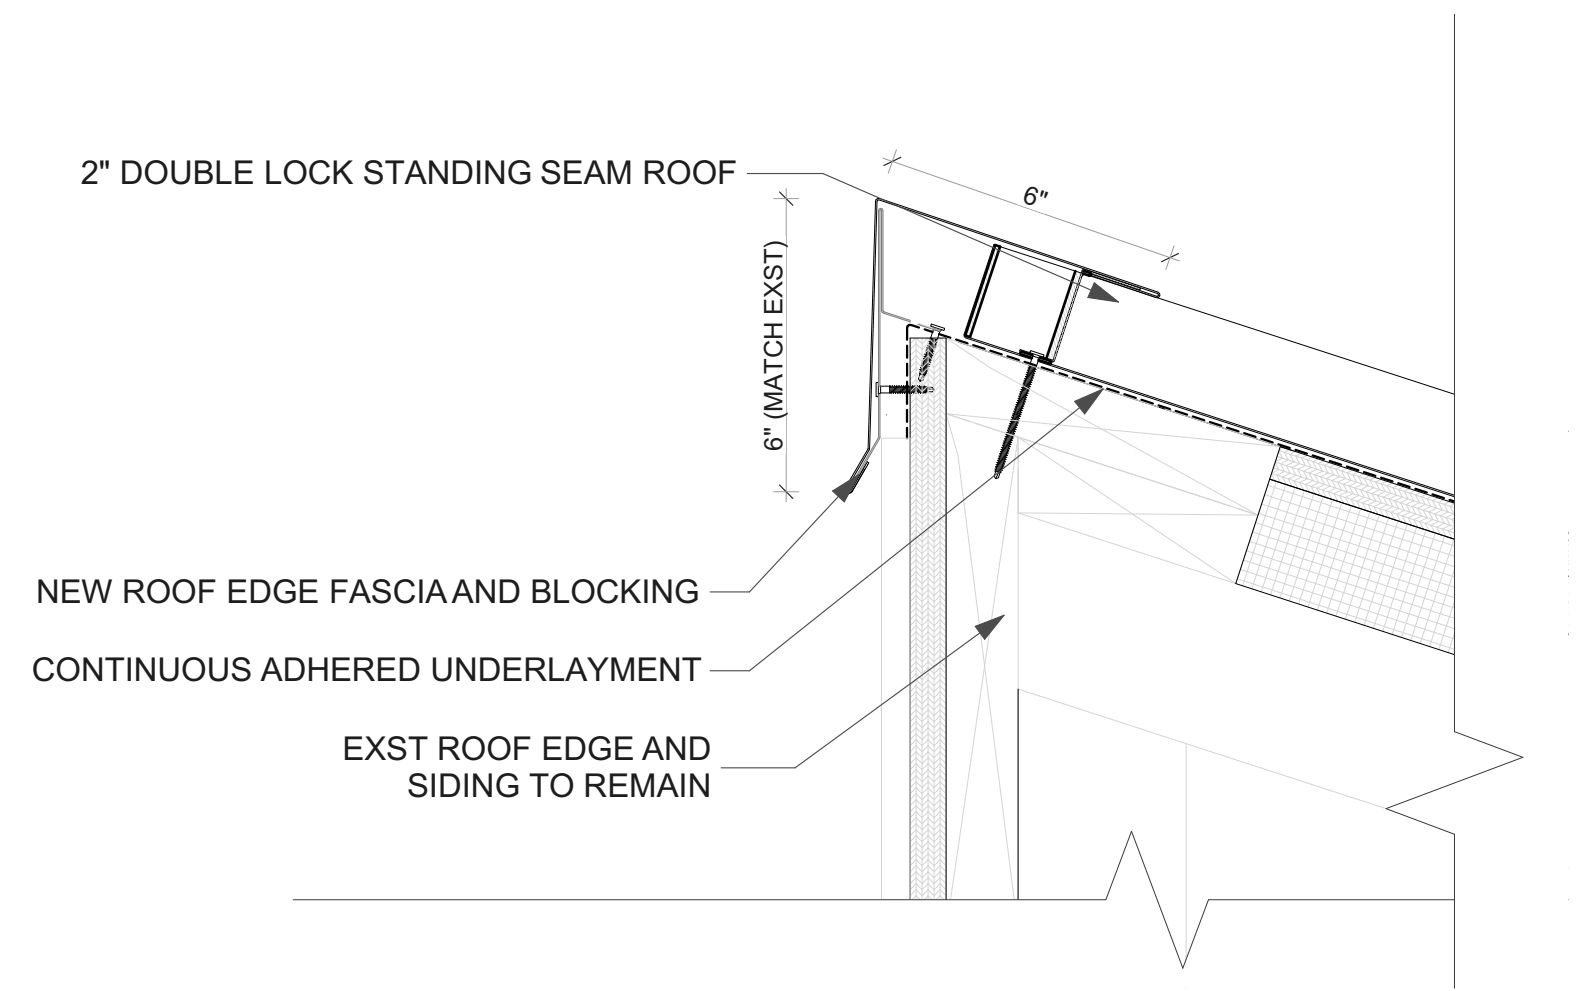 2" DOUBLE LOCK STANDING SEAM ROOF
6"
6" (MATCH EXST)
NEW ROOF EDGE FASCIA AND BLOCKING
CONTINUOUS ADHERED UNDERLAYMENT
EXST ROOF EDGE AND
SIDING TO REMAIN